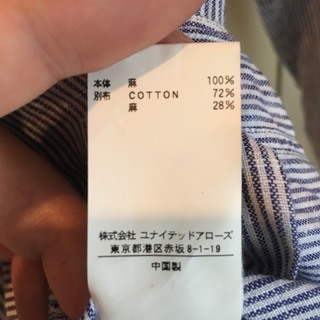 本体 麻 100%
別布 COTTON 72%
麻 28%
株式会社 ユナイテッドアローズ
東京都港区赤坂8-1-19
中国製